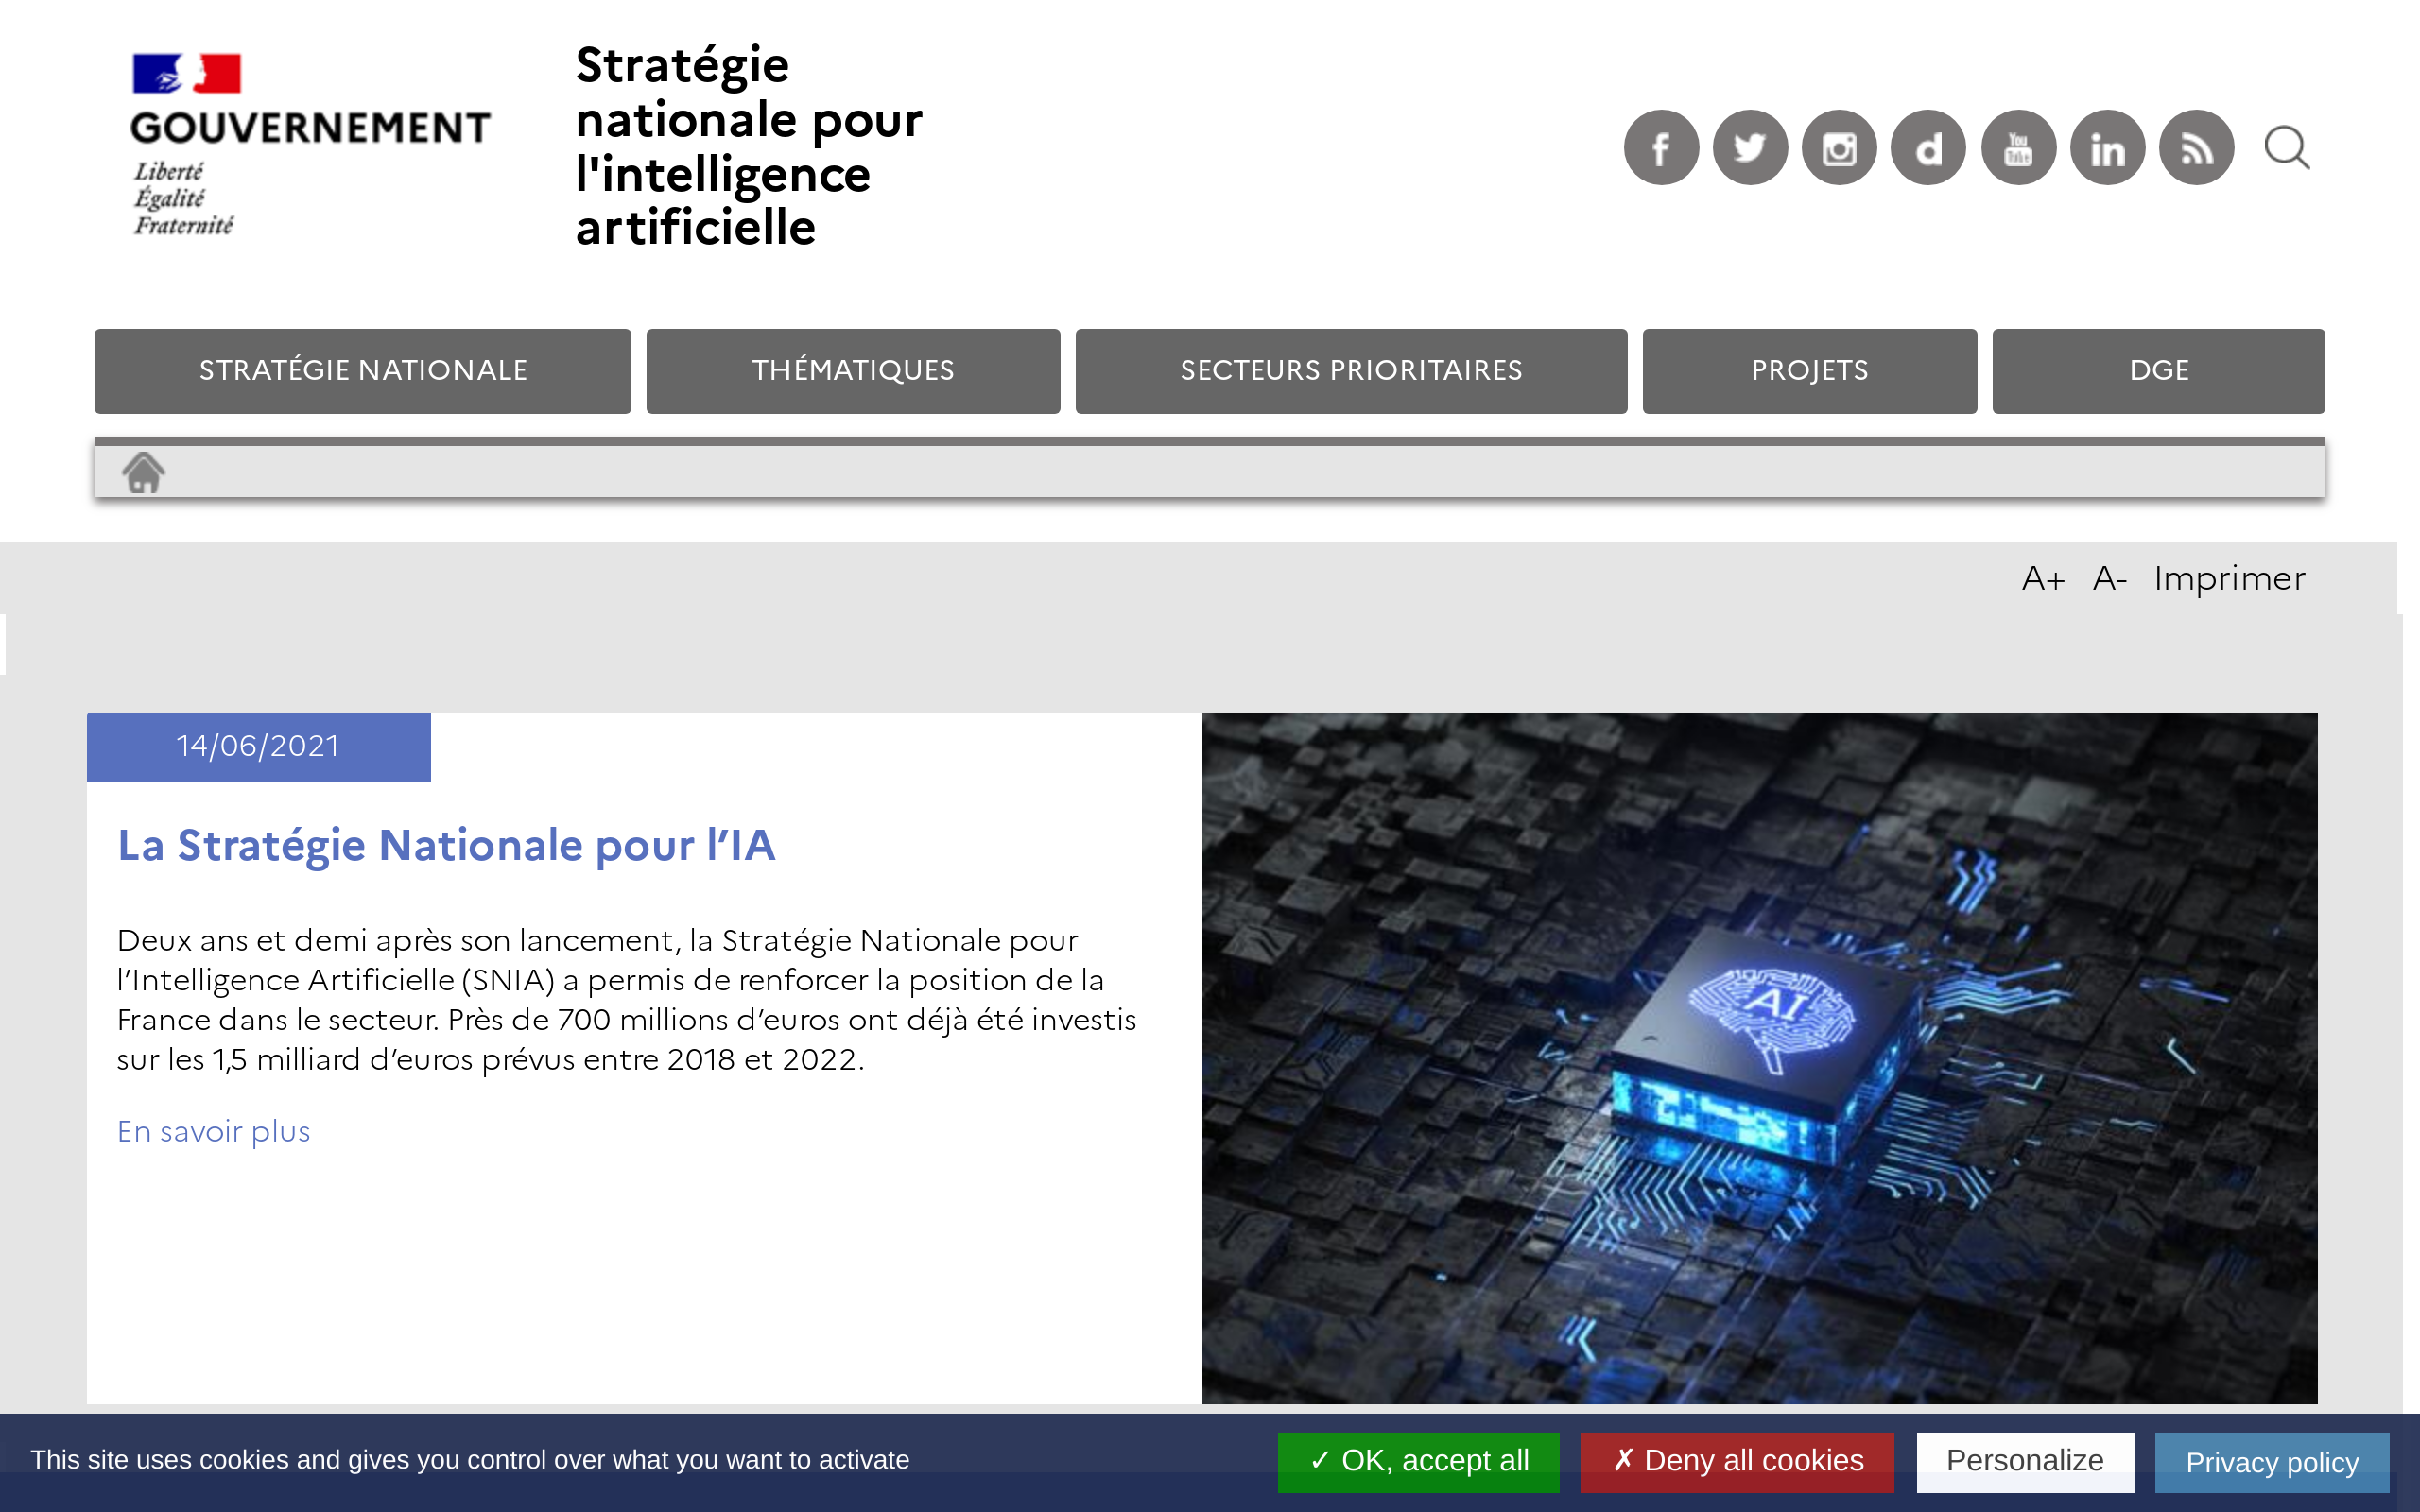 GOUVERNEMENT
Liberté
Égalité
Fraternité
Stratégie
nationale pour
l'intelligence
artificielle
You
Tube
STRATÉGIE NATIONALE
THÉMATIQUES
SECTEURS PRIORITAIRES
PROJETS
DGE
A+ A- Imprimer
14/06/2021
La Stratégie Nationale pour l’IA
Deux ans et demi après son lancement, la Stratégie Nationale pour
l’Intelligence Artificielle (SNIA) a permis de renforcer la position de la
France dans le secteur. Près de 700 millions d’euros ont déjà été investis
sur les 1,5 milliard d’euros prévus entre 2018 et 2022.
En savoir plus
AI
This site uses cookies and gives you control over what you want to activate
✓ OK, accept all
✗ Deny all cookies
Personalize
Privacy policy